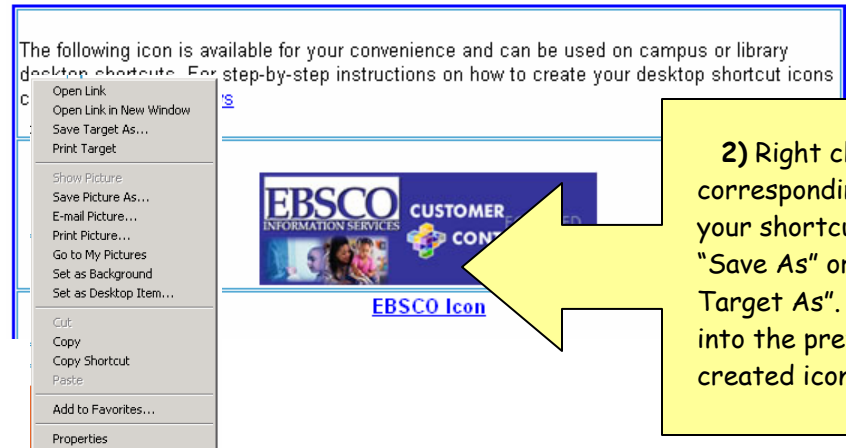 The following icon is available for your convenience and can be used on campus or library
desktop shortcuts. For step-by-step instructions on how to create your desktop shortcut icons
c
Open Link
Open Link in New Window
Save Target As...
Print Target
Show Picture
Save Picture As...
E-mail Picture...
Print Picture...
Go to My Pictures
Set as Background
Set as Desktop Item...
Cut
Copy
Copy Shortcut
Paste
Add to Favorites...
Properties
EBSCO
INFORMATION SERVICES
CUSTOMER
CONT
EBSCO Icon
2) Right cl
correspondi
your shortcu
"Save As" or
Target As".
into the pre
created icon